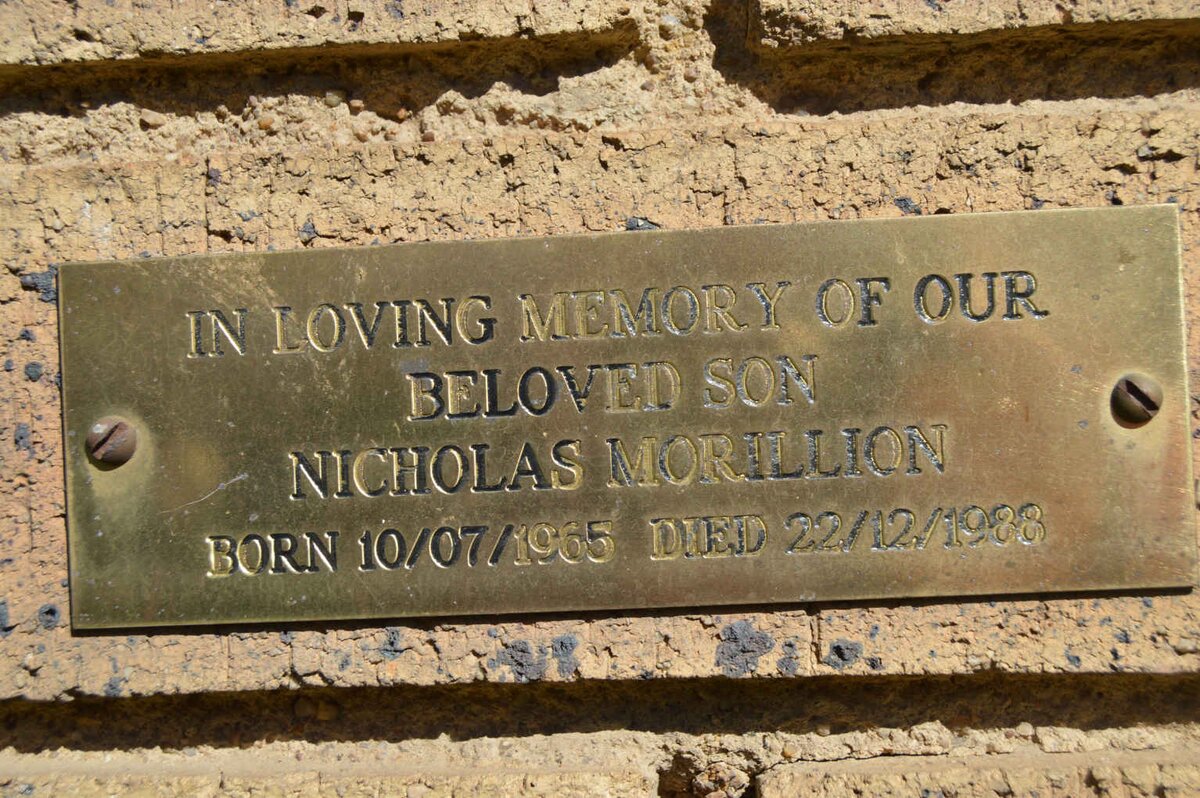 IN LOVING MEMORY OF OUR
BELOVED SON
NICHOLAS MORILLION
BORN 10/07/1965 DIED 22/12/1988